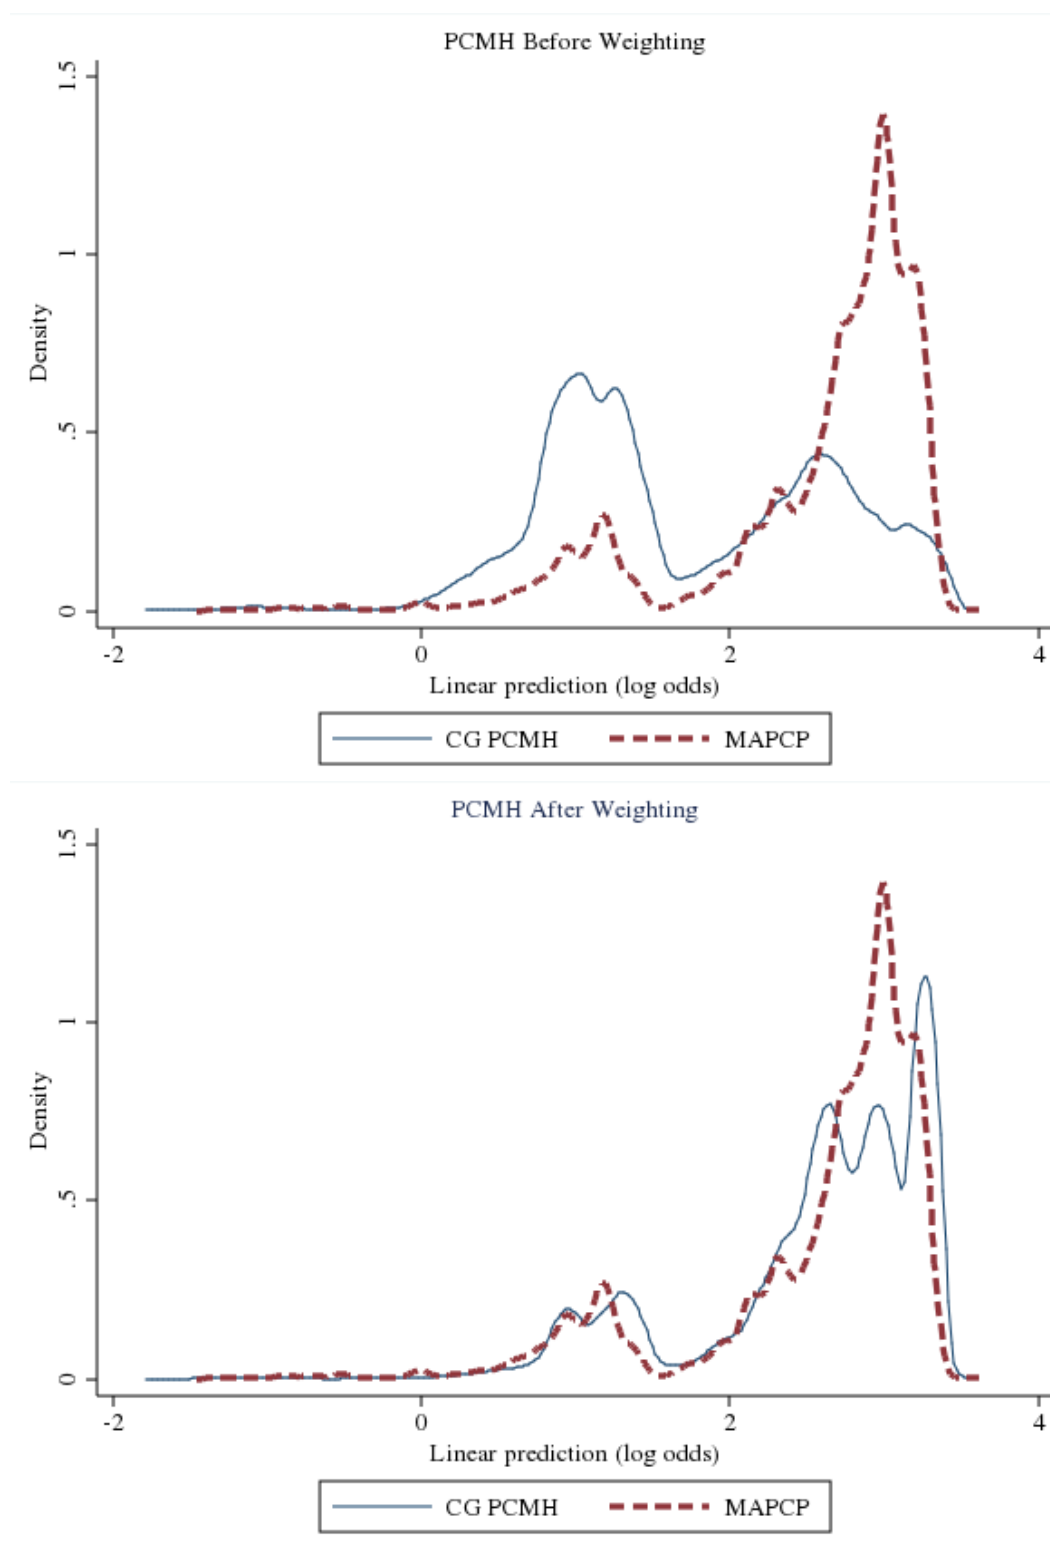 PCMH Before Weighting
1.5
1
.5
0
Density
-2 0 2 4
Linear prediction (log odds)
CG PCMH MAPCP
PCMH After Weighting
1.5
1
.5
0
Density
-2 0 2 4
Linear prediction (log odds)
CG PCMH MAPCP